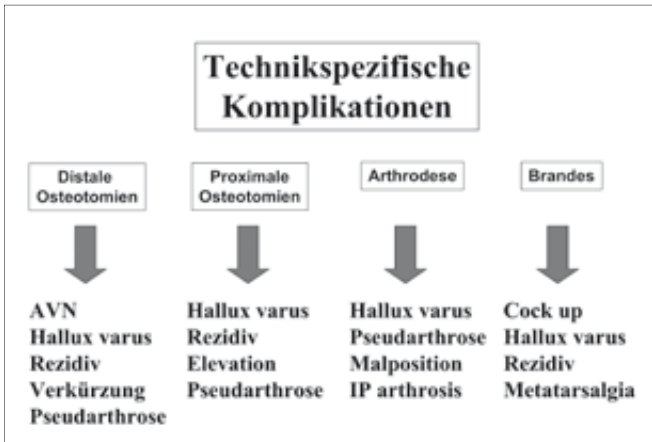 Technikspezifische
Komplikationen
Distale
Osteotomien
Proximale
Osteotomien
Arthrodese
Brandes
AVN
Hallux varus
Rezidiv
Verkürzung
Pseudarthrose
Hallux varus
Rezidiv
Elevation
Pseudarthrose
Hallux varus
Pseudarthrose
Malposition
IP arthrosis
Cock up
Hallux varus
Rezidiv
Metatarsalgia